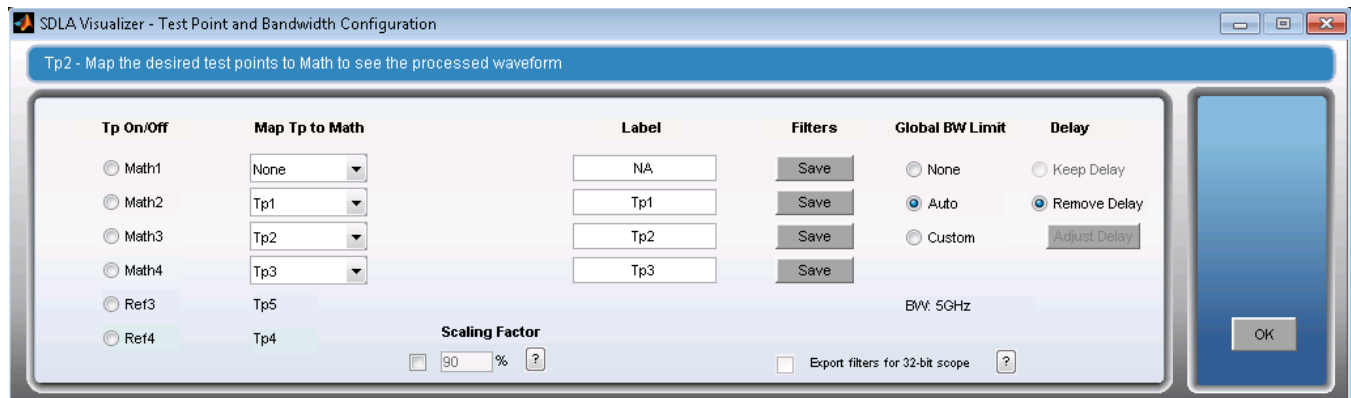 SDLA Visualizer - Test Point and Bandwidth Configuration
Tp2 - Map the desired test points to Math to see the processed waveform
Tp On/Off Map Tp to Math Label Filters Global BW Limit Delay
Math1 None NA Save None Keep Delay
Math2 Tp1 Tp1 Save Auto Remove Delay
Math3 Tp2 Tp2 Save Custom Adjust Delay
Math4 Tp3 Tp3 Save
Ref3 Tp5 BW: 5GHz
Ref4 Tp4 Scaling Factor OK
90 % ? Export filters for 32-bit scope ?